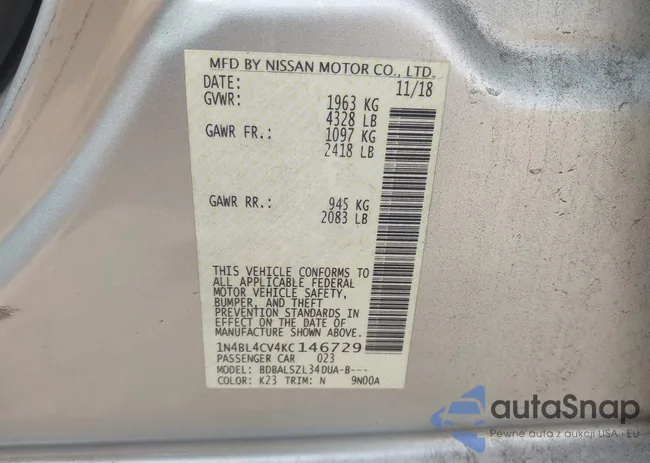 MFD BY NISSAN MOTOR CO., LTD.
DATE: 11/18
GVWR: 1963 KG
4328 LB
GAWR FR.: 1097 KG
2418 LB
GAWR RR.: 945 KG
2083 LB
THIS VEHICLE CONFORMS TO
ALL APPLICABLE FEDERAL
MOTOR VEHICLE SAFETY,
BUMPER, AND THEFT
PREVENTION STANDARDS IN
EFFECT ON THE DATE OF
MANUFACTURE SHOWN ABOVE.
1N4BL4CV4KC146729
PASSENGER CAR 023
MODEL: BDBALSZL34DUA-B---
COLOR: K23 TRIM: N 9N00A
autaSnap
Pewne auta z aukcji USA i EU